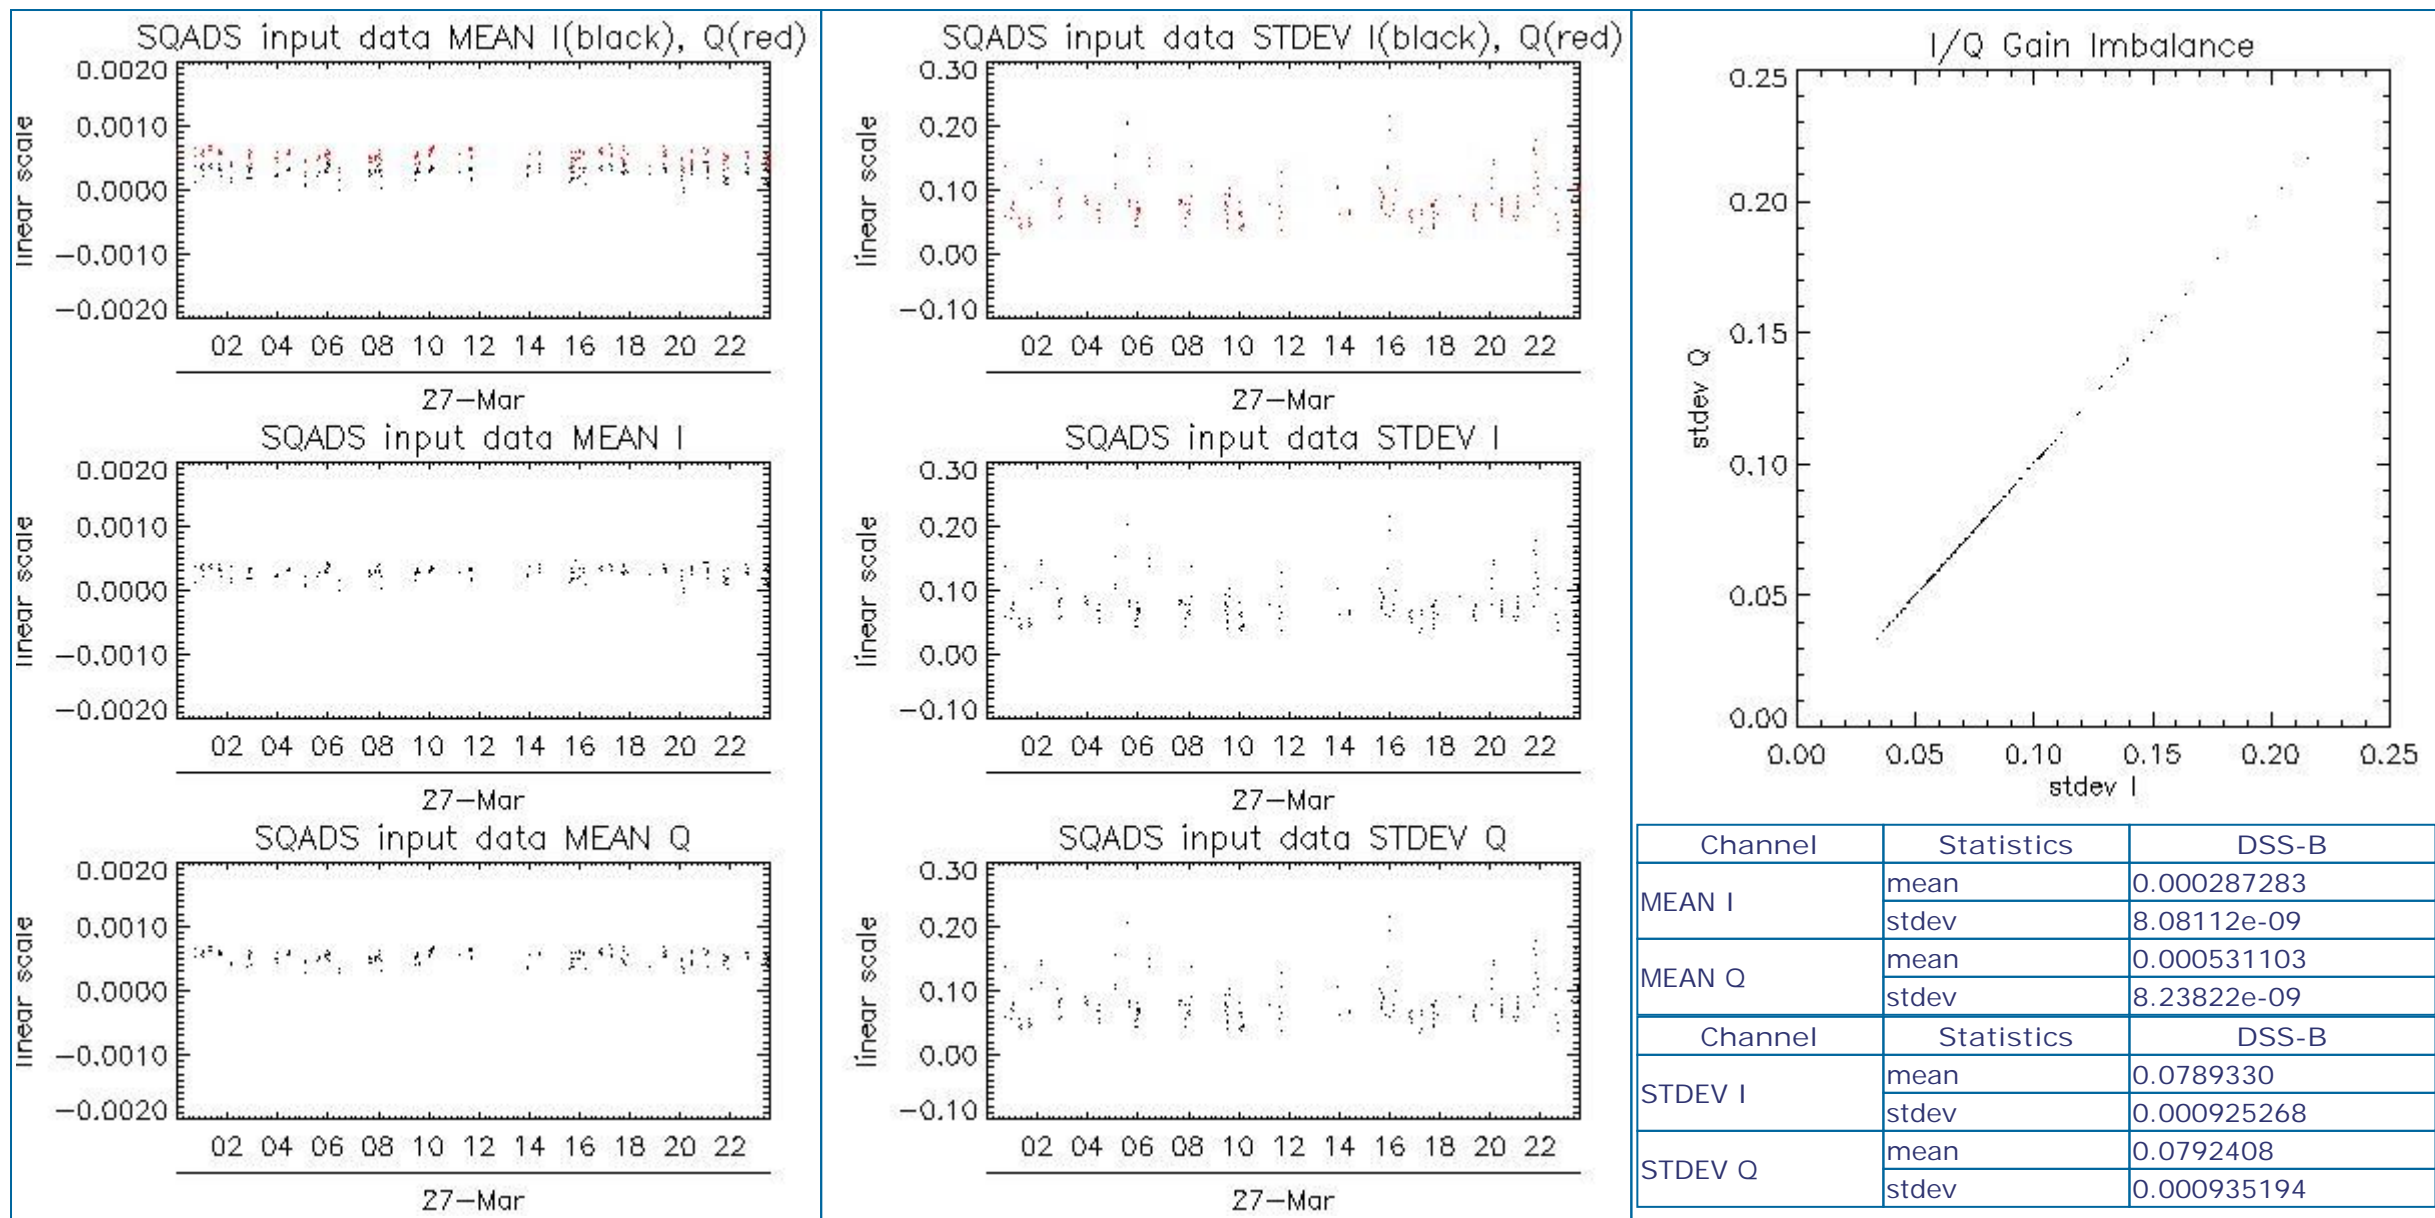 SQADS input data MEAN I(black), Q(red)
0.0020
0.0010
0.0000
-0.0010
-0.0020
linear scale
02 04 06 08 10 12 14 16 18 20 22
27-Mar
SQADS input data MEAN I
0.0020
0.0010
0.0000
-0.0010
-0.0020
linear scale
02 04 06 08 10 12 14 16 18 20 22
27-Mar
SQADS input data MEAN Q
0.0020
0.0010
0.0000
-0.0010
-0.0020
linear scale
02 04 06 08 10 12 14 16 18 20 22
27-Mar
SQADS input data STDEV I(black), Q(red)
0.30
0.20
0.10
0.00
-0.10
linear scale
02 04 06 08 10 12 14 16 18 20 22
27-Mar
SQADS input data STDEV I
0.30
0.20
0.10
0.00
-0.10
linear scale
02 04 06 08 10 12 14 16 18 20 22
27-Mar
SQADS input data STDEV Q
0.30
0.20
0.10
0.00
-0.10
linear scale
02 04 06 08 10 12 14 16 18 20 22
27-Mar
I/Q Gain Imbalance
0.25
0.20
0.15
0.10
0.05
0.00
stdev Q
0.00 0.05 0.10 0.15 0.20 0.25
stdev I
Channel Statistics DSS-B
MEAN I
mean 0.000287283
stdev 8.08112e-09
MEAN Q
mean 0.000531103
stdev 8.23822e-09
Channel Statistics DSS-B
STDEV I
mean 0.0789330
stdev 0.000925268
STDEV Q
mean 0.0792408
stdev 0.000935194